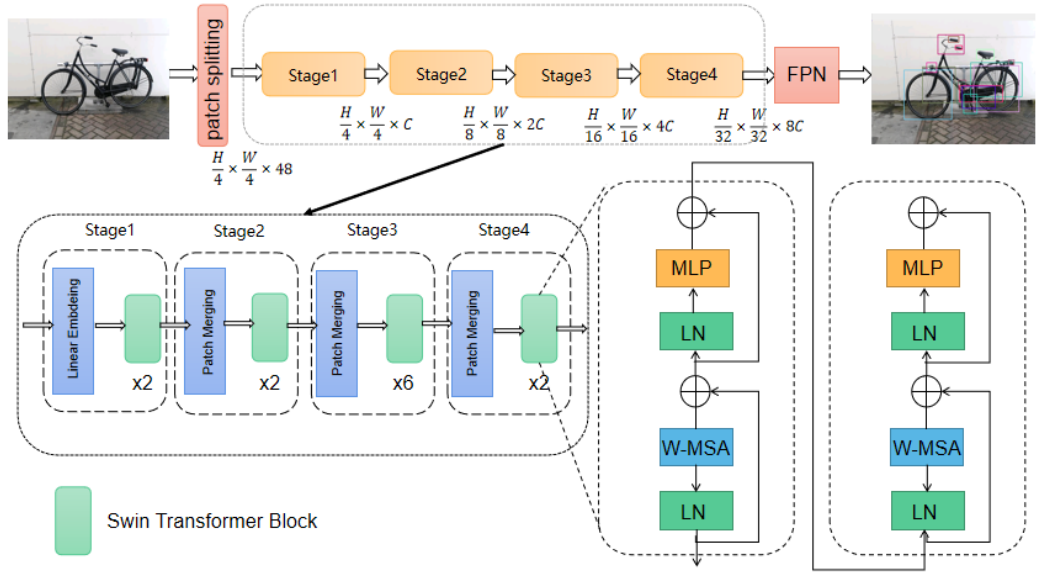 patch splitting
Stage1
Stage2
Stage3
Stage4
FPN
H/4 × W/4 × 48
H/4 × W/4 × C
H/8 × W/8 × 2C
H/16 × W/16 × 4C
H/32 × W/32 × 8C
Stage1
Stage2
Stage3
Stage4
Linear Embdeing
Patch Merging
Patch Merging
Patch Merging
x2
x2
x6
x2
Swin Transformer Block
MLP
LN
W-MSA
LN
MLP
LN
W-MSA
LN